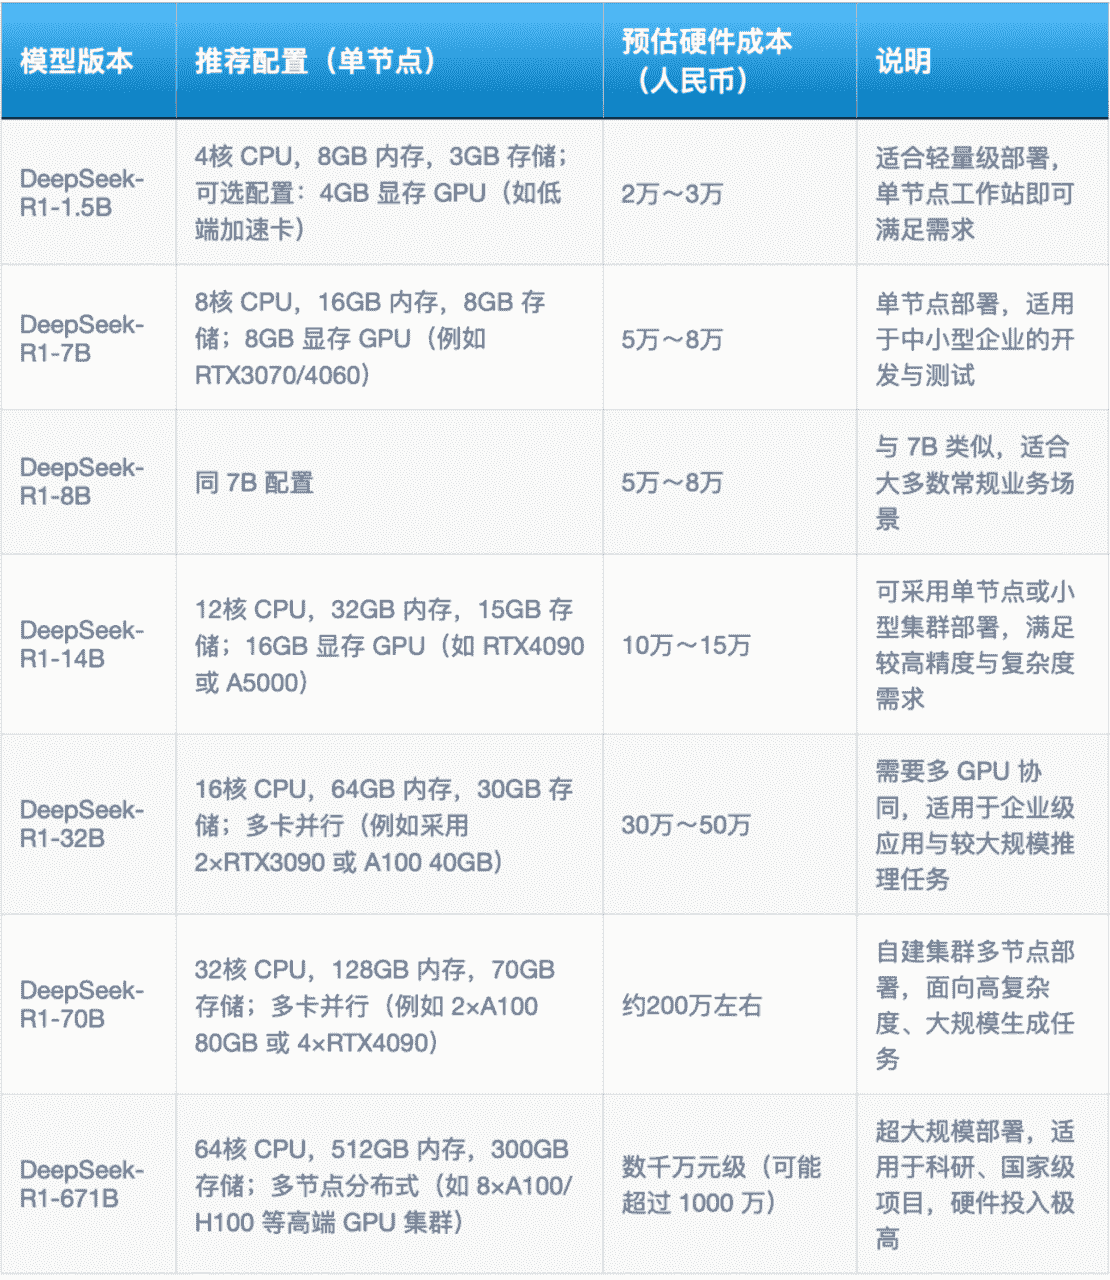 模型版本
推荐配置（单节点）
预估硬件成本
（人民币）
说明
DeepSeek-
R1-1.5B
4核 CPU，8GB 内存，3GB 存储；
可选配置：4GB 显存 GPU（如低
端加速卡）
2万～3万
适合轻量级部署，
单节点工作站即可
满足需求
DeepSeek-
R1-7B
8核 CPU，16GB 内存，8GB 存
储；8GB 显存 GPU（例如
RTX3070/4060）
5万～8万
单节点部署，适用
于中小型企业的开
发与测试
DeepSeek-
R1-8B
同 7B 配置
5万～8万
与 7B 类似，适合
大多数常规业务场
景
DeepSeek-
R1-14B
12核 CPU，32GB 内存，15GB 存
储；16GB 显存 GPU（如 RTX4090
或 A5000）
10万～15万
可采用单节点或小
型集群部署，满足
较高精度与复杂度
需求
DeepSeek-
R1-32B
16核 CPU，64GB 内存，30GB 存
储；多卡并行（例如采用
2×RTX3090 或 A100 40GB）
30万～50万
需要多 GPU 协
同，适用于企业级
应用与较大规模推
理任务
DeepSeek-
R1-70B
32核 CPU，128GB 内存，70GB
存储；多卡并行（例如 2×A100
80GB 或 4×RTX4090）
约200万左右
自建集群多节点部
署，面向高复杂
度、大规模生成任
务
DeepSeek-
R1-671B
64核 CPU，512GB 内存，300GB
存储；多节点分布式（如 8×A100/
H100 等高端 GPU 集群）
数千万元级（可能
超过 1000 万）
超大规模部署，适
用于科研、国家级
项目，硬件投入极
高